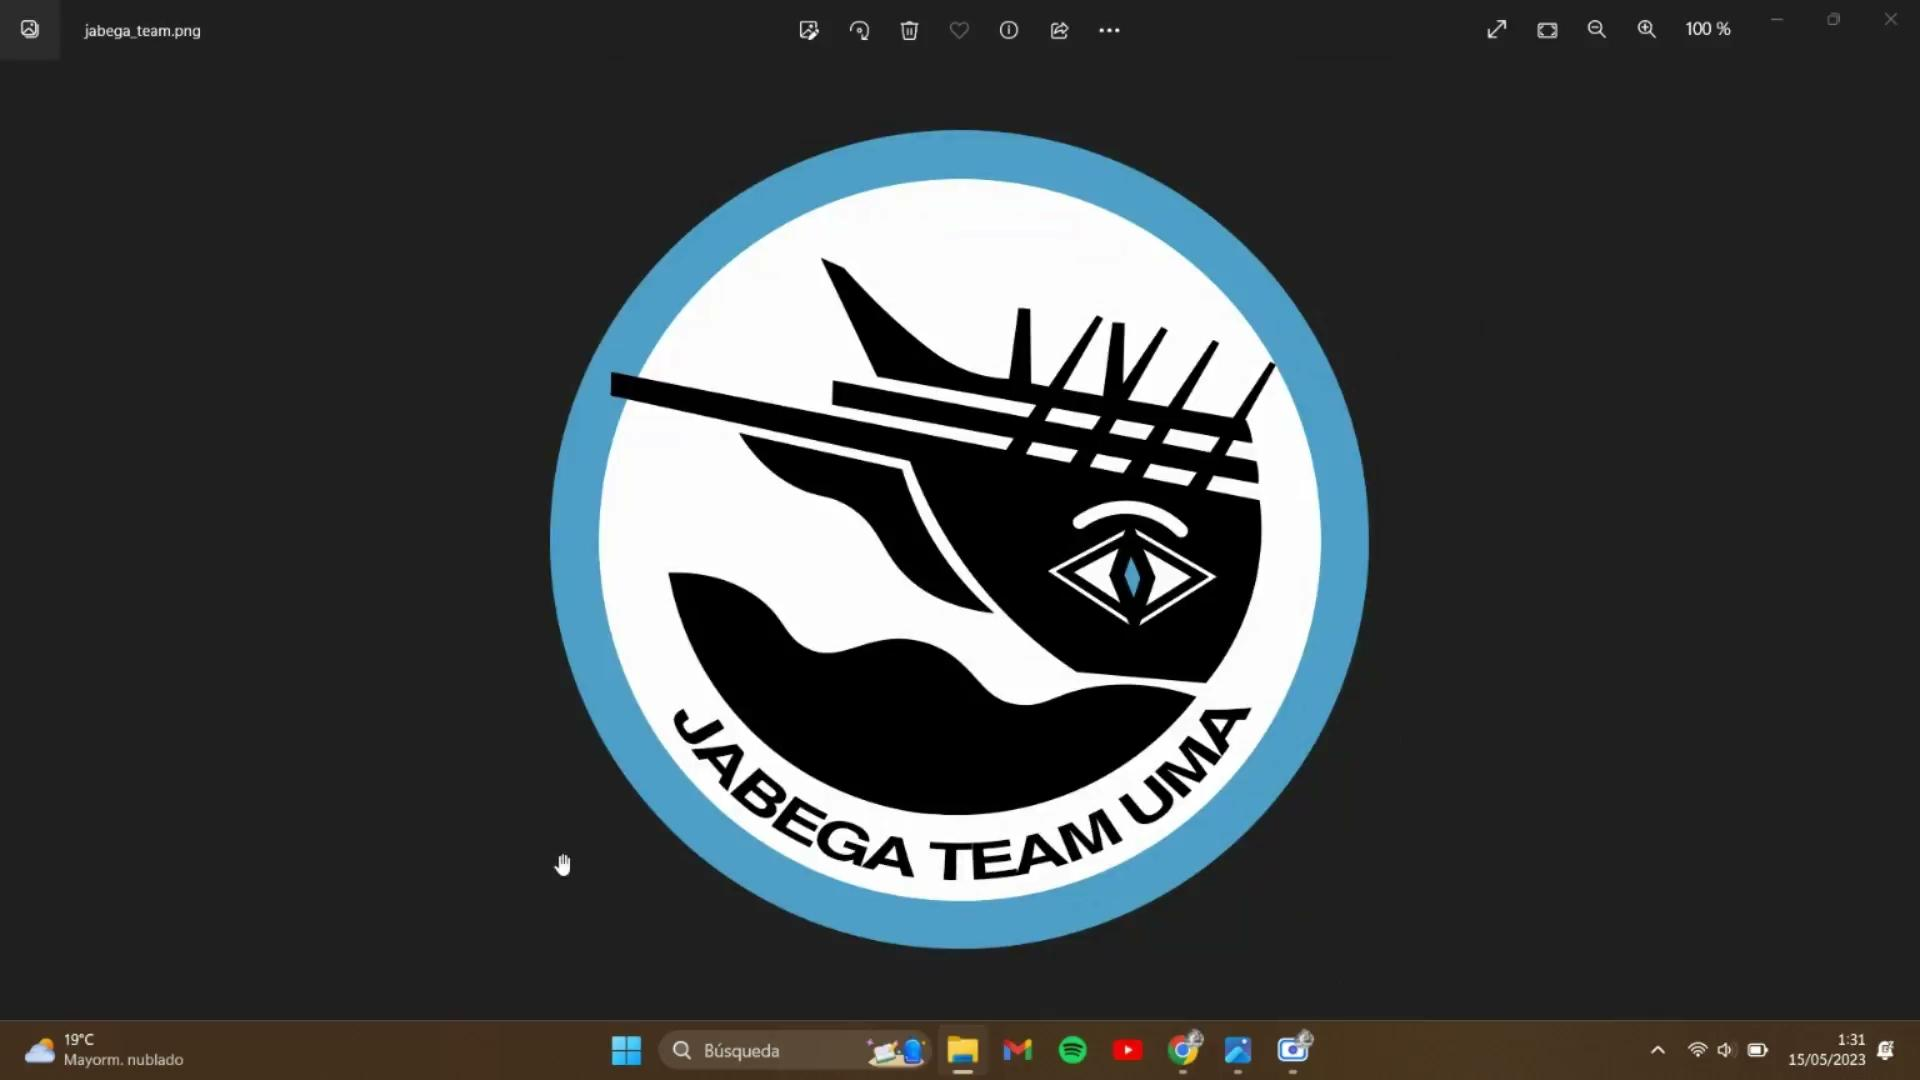 jabega_team.png
100 %
JABEGA TEAM UMA
19°C
Mayorm. nublado
Búsqueda
1:31
15/05/2023